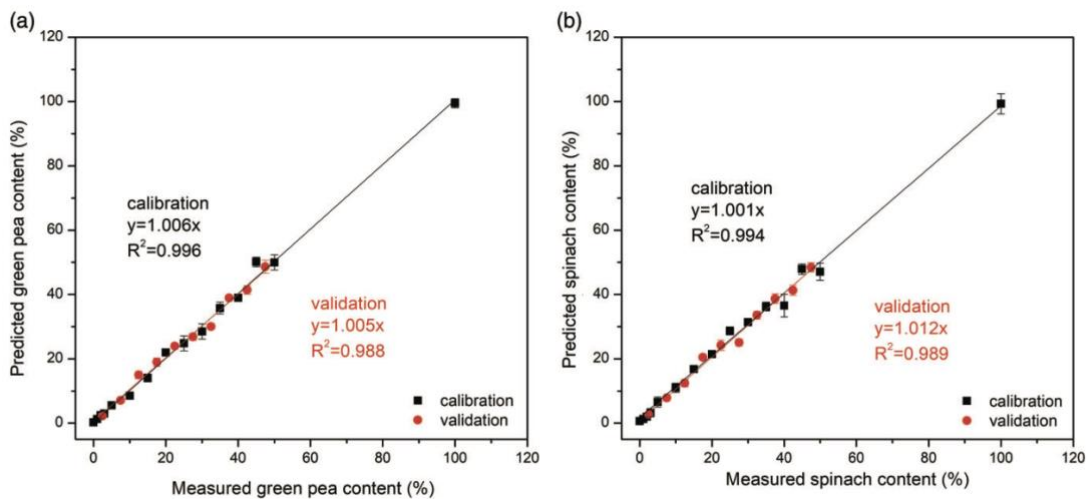 (a)
120
100
80
60
40
20
0
Predicted green pea content (%)
calibration
y=1.006x
R²=0.996
validation
y=1.005x
R²=0.988
calibration
validation
0 20 40 60 80 100 120
Measured green pea content (%)
(b)
120
100
80
60
40
20
0
Predicted spinach content (%)
calibration
y=1.001x
R²=0.994
validation
y=1.012x
R²=0.989
calibration
validation
0 20 40 60 80 100 120
Measured spinach content (%)